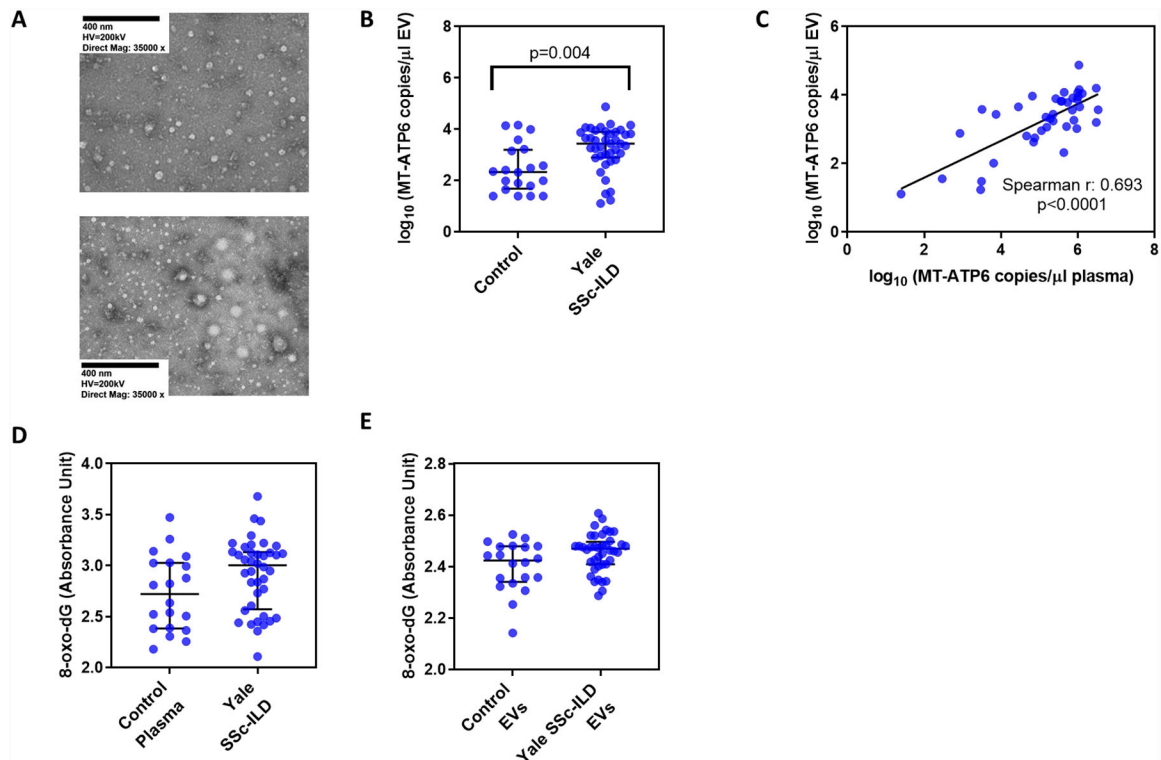 A
400 nm
HV=200kV
Direct Mag: 35000 x
400 nm
HV=200kV
Direct Mag: 35000 x
B
log₁₀ (MT-ATP6 copies/μl EV)
8
6
4
2
0
p=0.004
Control
Yale
SSc-ILD
C
log₁₀ (MT-ATP6 copies/μl EV)
6
4
2
0
Spearman r: 0.693
p<0.0001
0 2 4 6 8
log₁₀ (MT-ATP6 copies/μl plasma)
D
8-oxo-dG (Absorbance Unit)
4.0
3.5
3.0
2.5
2.0
Control
Plasma
Yale
SSc-ILD
E
8-oxo-dG (Absorbance Unit)
2.8
2.6
2.4
2.2
2.0
Control
EVs
Yale SSc-ILD
EVs